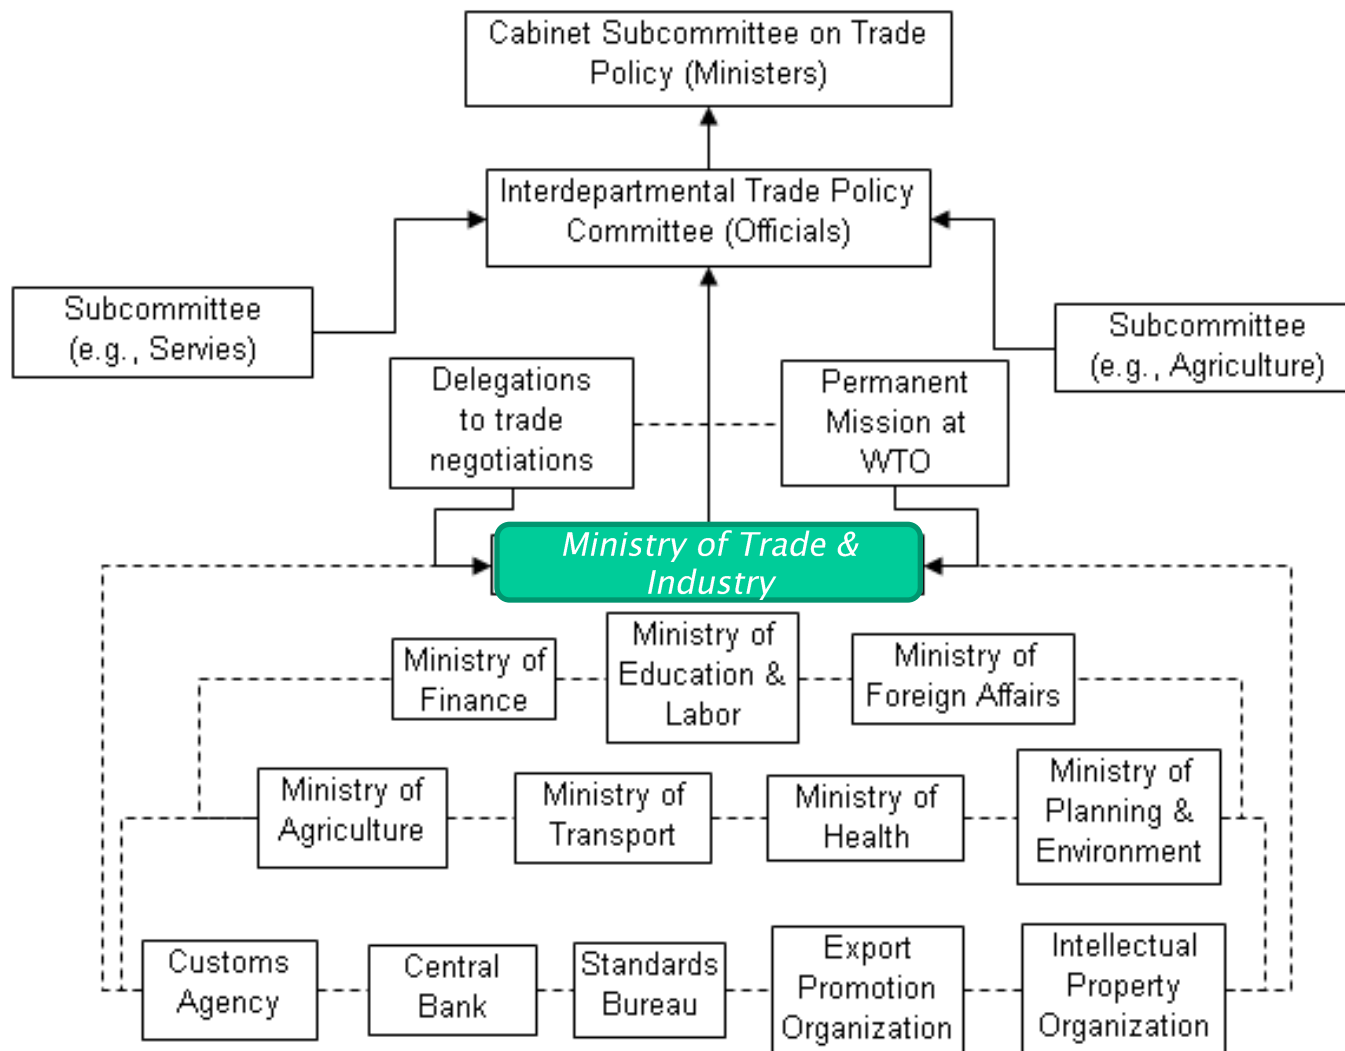 Cabinet Subcommittee on Trade
Policy (Ministers)
Interdepartmental Trade Policy
Committee (Officials)
Subcommittee
(e.g., Servies)
Subcommittee
(e.g., Agriculture)
Delegations
to trade
negotiations
Permanent
Mission at
WTO
Ministry of Trade &
Industry
Ministry of
Finance
Ministry of
Education &
Labor
Ministry of
Foreign Affairs
Ministry of
Agriculture
Ministry of
Transport
Ministry of
Health
Ministry of
Planning &
Environment
Customs
Agency
Central
Bank
Standards
Bureau
Export
Promotion
Organization
Intellectual
Property
Organization